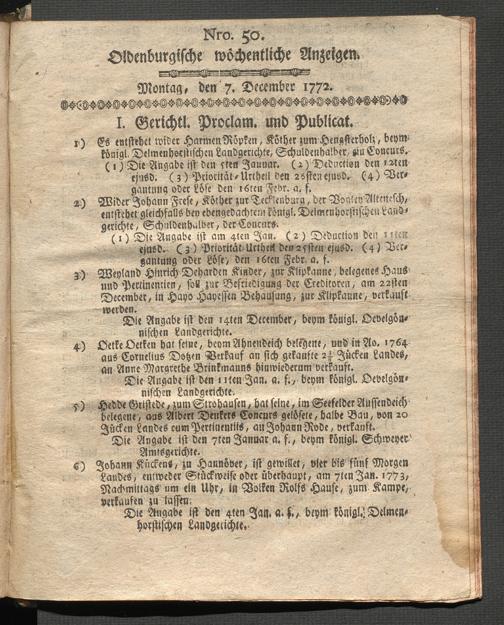 Nro. 50.
Oldenburgische wöchentliche Anzeigen.
Montag, den 7. December 1772.
I. Gerichtl. Proclam. und Publicat.
1) Es entstehet wider Harmen Röpken, Köther zum Hengsterholz, beym
königl. Delmenhorstischen Landgerichte, Schuldenhalber, zu Concurs.
(1) Die Angabe ist den 5ten Januar. (2) Deduction den 12ten
ejusd. (3) Priorität-Urtheil den 26sten ejusd. (4) Ver-
gantung oder Löse den 16ten Febr. a. f.
2) Wider Johann Frese, Köther zur Tecklenburg, der Vogtey Altenesch,
entstehet gleichfalls bey ebengedachtem königl. Delmenhorstischen Land-
gerichte, Schuldenhalber, der Concurs.
(1) Die Angabe ist am 4ten Jan. (2) Deduction den 11ten
ejusd. (3) Priorität-Urtheil den 25sten ejusd. (4) Ver-
gantung oder Löse, den 16ten Febr. a. f.
3) Weyland Hinrich Deharden Kinder, zur Klipkanne, belegenes Haus
und Pertinentien, soll zur Befriedigung der Creditoren, am 22sten
December, in Hayo Hayessen Behausung, zur Klipkanne, verkauft
werden.
Die Angabe ist den 14ten December, beym königl. Oevelgön-
nischen Landgerichte.
4) Oetke Oetken hat seine, beym Ahnendeich belegene, und in Ao. 1764
aus Cornelius Dotzen Verkauf an sich gekaufte 2¼ Jücken Landes,
an Anne Margrethe Brinkmanns hinwiederum verkauft.
Die Angabe ist den 11ten Jan. a. f., beym königl. Oevelgön-
nischen Landgerichte.
5) Hedde Gristede, zum Strohausen, hat seine, im Seefelder Aussendeich
belegene, aus Albert Deukers Concurs gelösete, halbe Bau, von 20
Jücken Landes cum Pertinentiis, an Johann Rode, verkauft.
Die Angabe ist den 7ten Januar a. f., beym königl. Schweyer
Amtsgerichte.
6) Johann Kückens, zu Hannöver, ist gewillet, vier bis fünf Morgen
Landes, entweder Stückweise oder überhaupt, am 7ten Jan. 1773,
Nachmittags um ein Uhr, in Volken Rolfs Hause, zum Kampe,
verkaufen zu lassen.
Die Angabe ist den 4ten Jan. a. f., beym königl. Delmen-
horstischen Landgerichte.